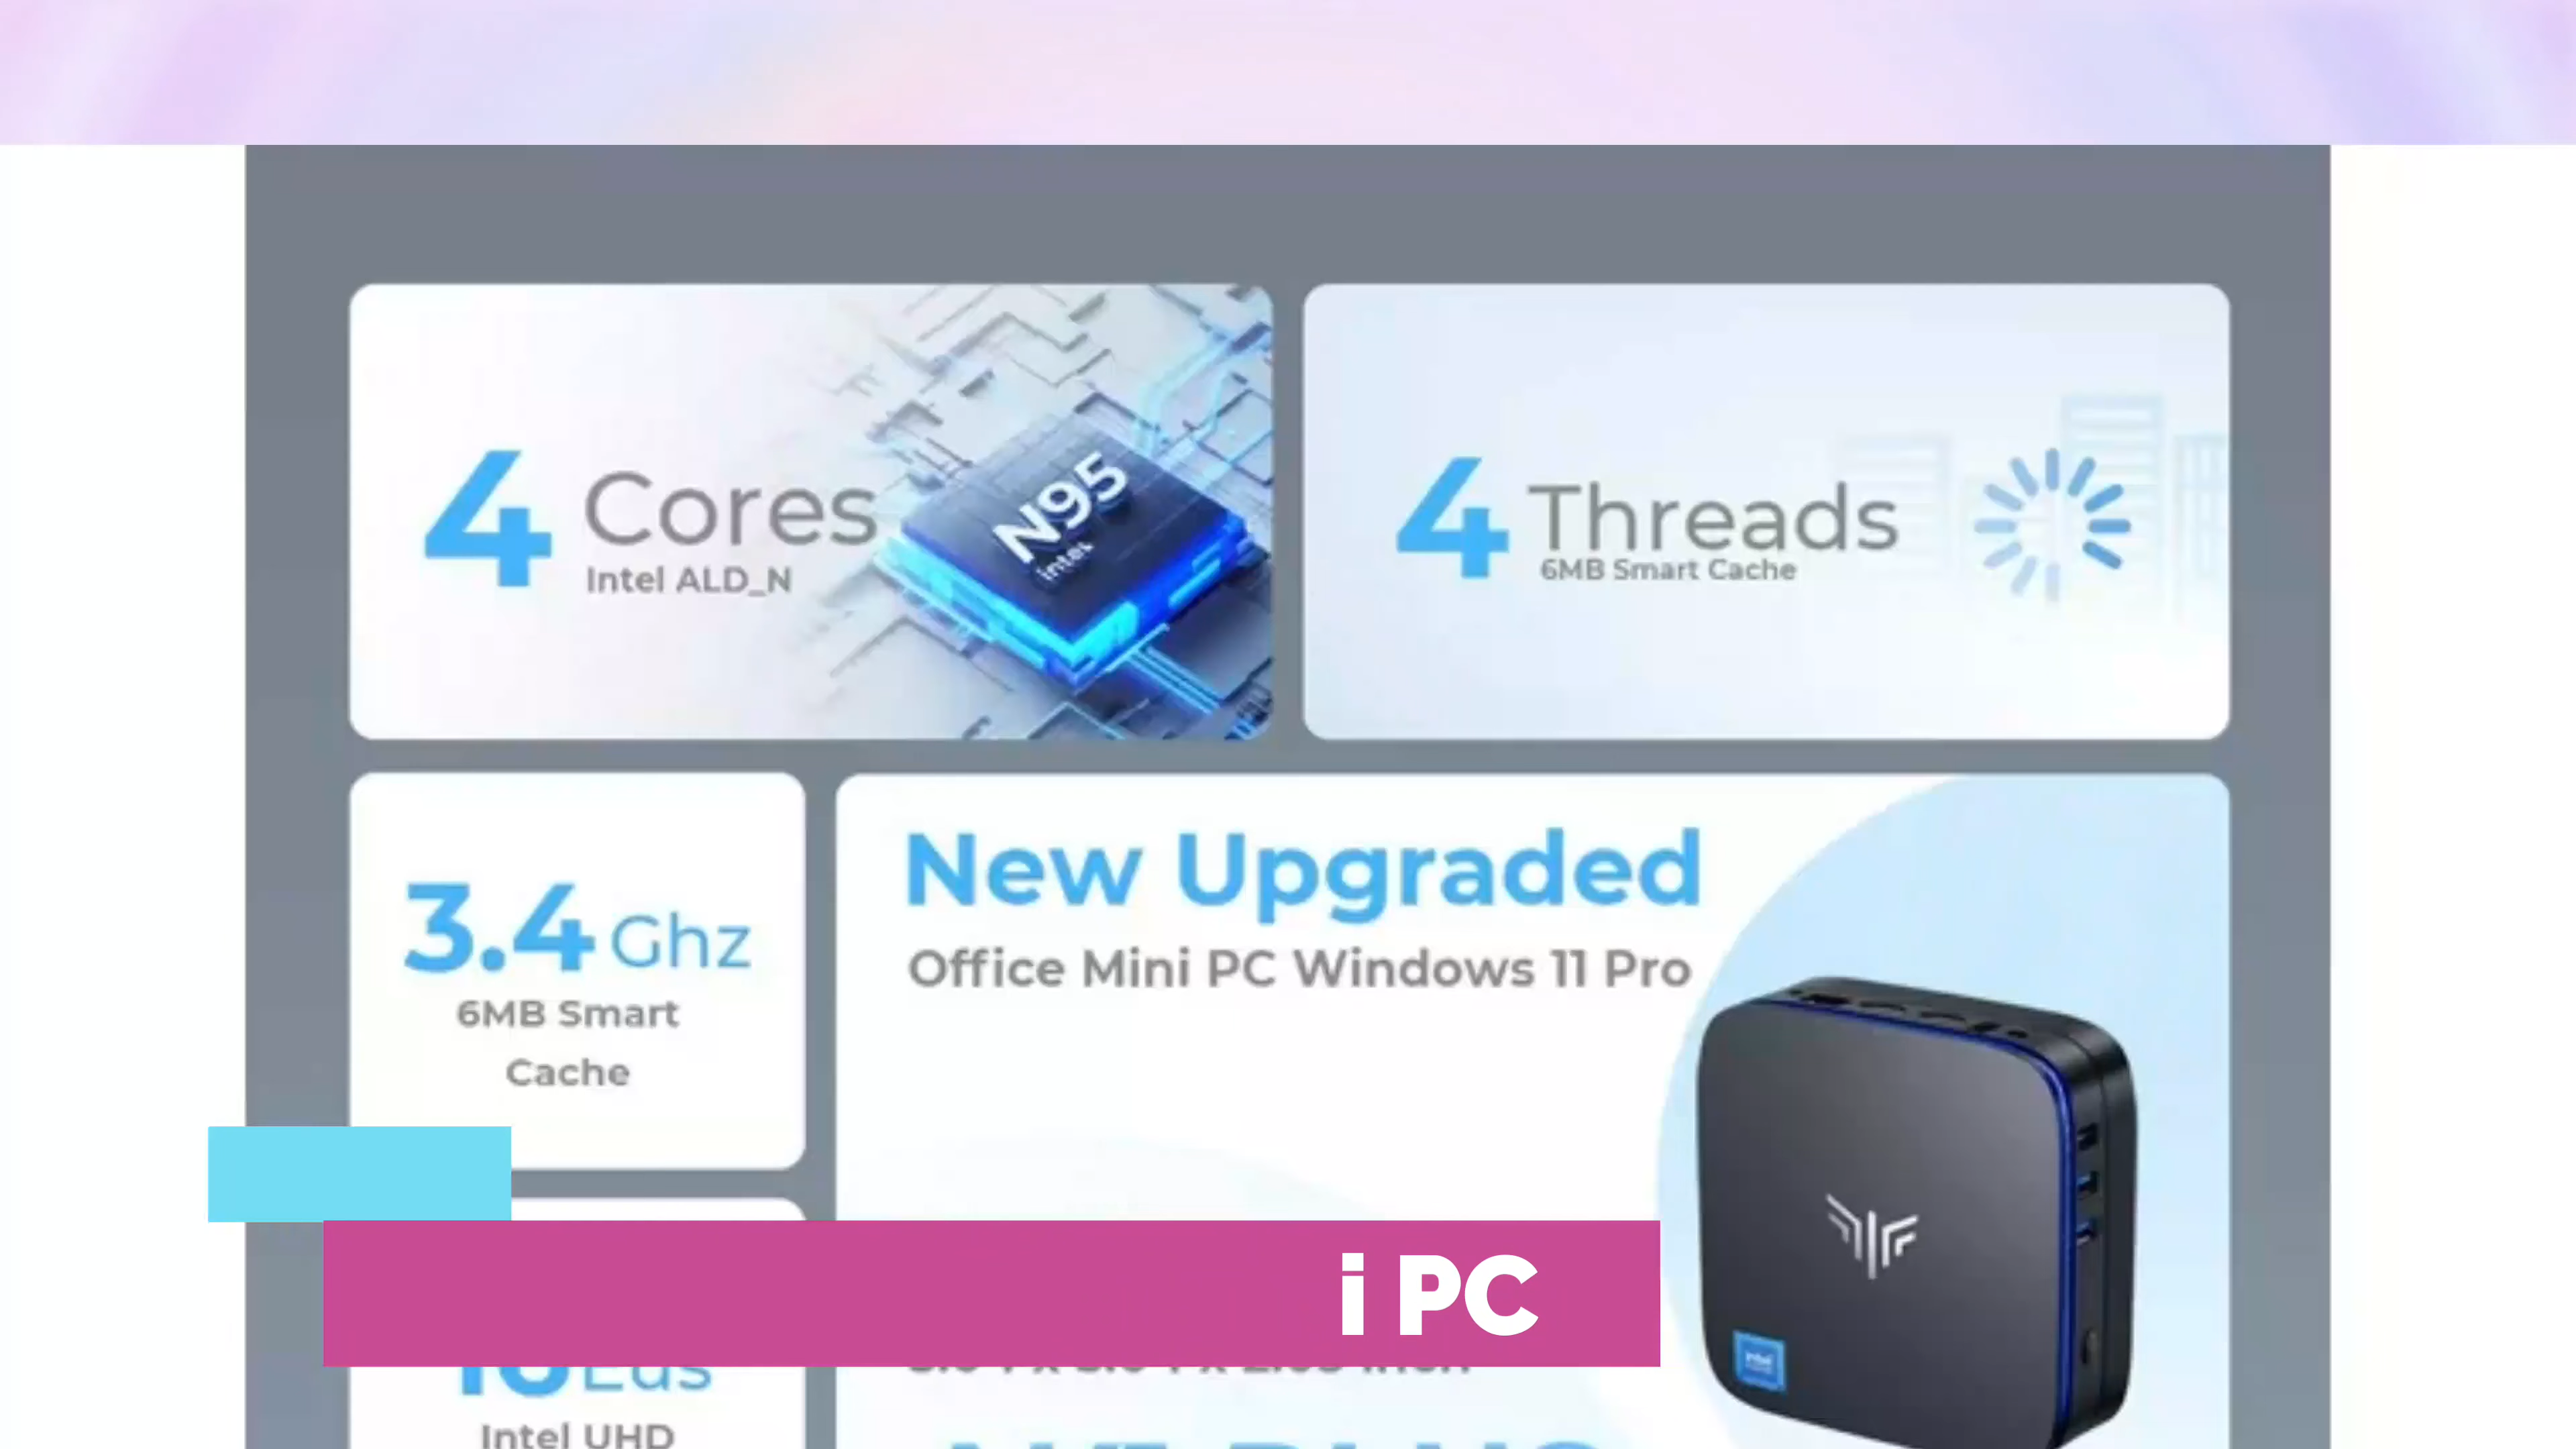 4 Cores
Intel ALD_N
N95
intel
4 Threads
6MB Smart Cache
3.4 Ghz
6MB Smart
Cache
New Upgraded
Office Mini PC Windows 11 Pro
i PC
Intel UHD